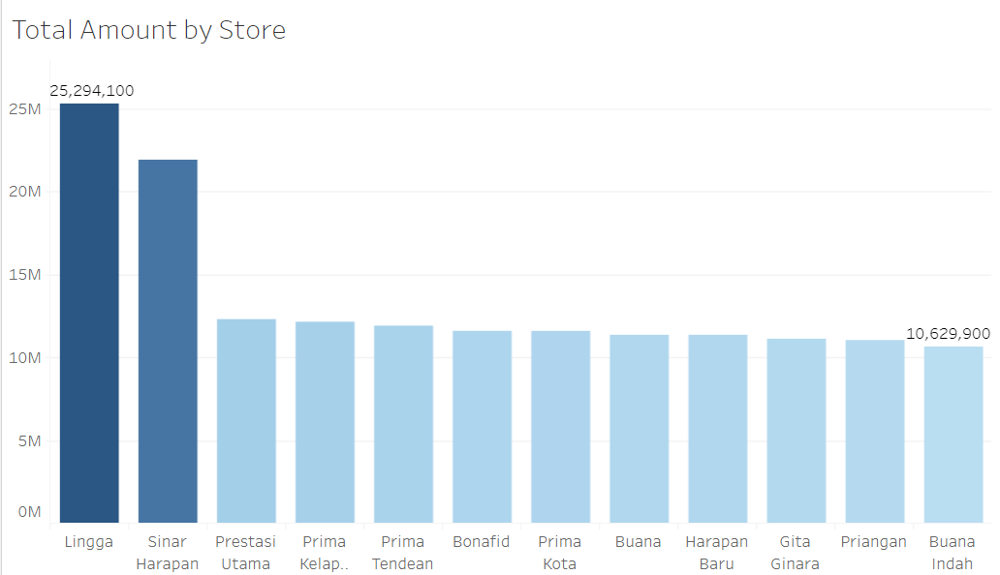 Total Amount by Store
25,294,100
25M
20M
15M
10,629,900
10M
5M
0M
Lingga
Sinar
Harapan
Prestasi
Utama
Prima
Kelap..
Prima
Tendean
Bonafid
Prima
Kota
Buana
Harapan
Baru
Gita
Ginara
Priangan
Buana
Indah